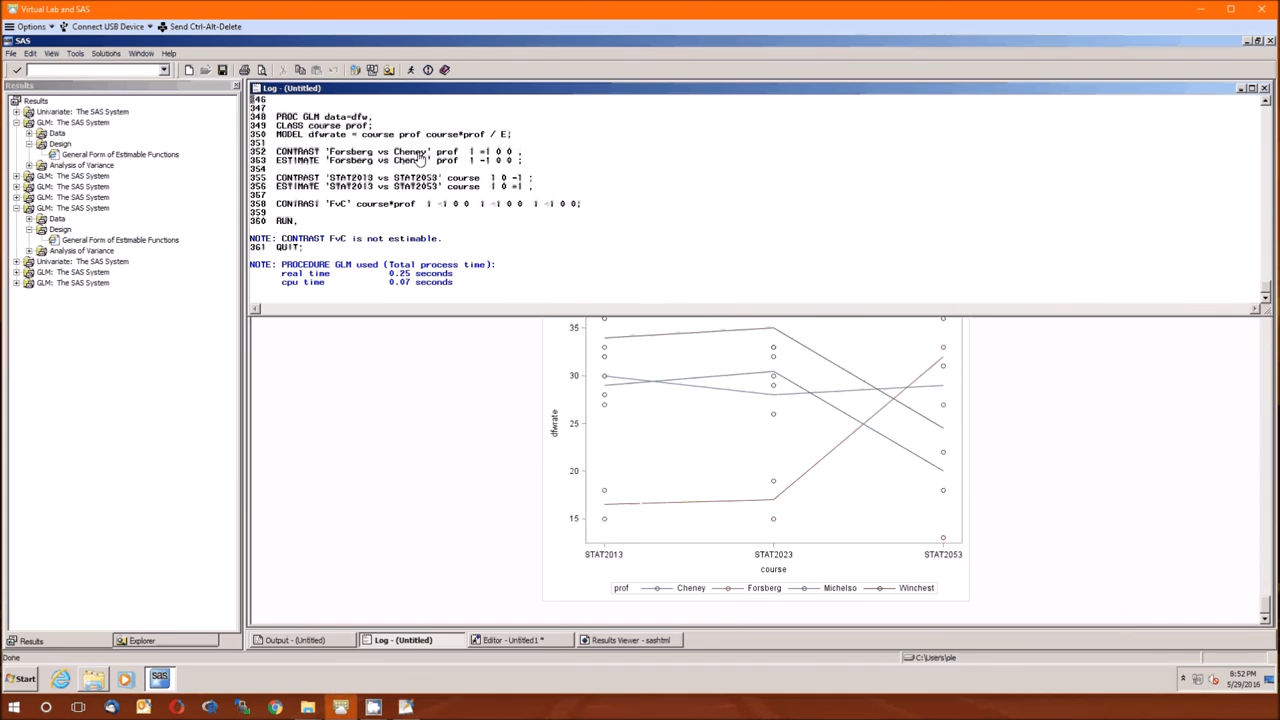 Virtual Lab and SAS
Options Connect USB Device Send Ctrl-Alt-Delete
SAS
File Edit View Tools Solutions Window Help
Results
Results
Univariate: The SAS System
GLM: The SAS System
Data
Design
General Form of Estimable Functions
Analysis of Variance
GLM: The SAS System
GLM: The SAS System
GLM: The SAS System
Data
Design
General Form of Estimable Functions
Analysis of Variance
Univariate: The SAS System
GLM: The SAS System
GLM: The SAS System
Log - (Untitled)
346
347
348 PROC GLM data=dfw;
349 CLASS course prof;
350 MODEL dfwrate = course prof course*prof / E;
351
352 CONTRAST 'Forsberg vs Cheney' prof 1 -1 0 0 ;
353 ESTIMATE 'Forsberg vs Cheney' prof 1 -1 0 0 ;
354
355 CONTRAST 'STAT2013 vs STAT2053' course 1 0 -1 ;
356 ESTIMATE 'STAT2013 vs STAT2053' course 1 0 -1 ;
357
358 CONTRAST 'FvC' course*prof 1 -1 0 0 1 -1 0 0 1 -1 0 0;
359
360 RUN;
NOTE: CONTRAST FvC is not estimable.
361 QUIT;
NOTE: PROCEDURE GLM used (Total process time):
real time 0.25 seconds
cpu time 0.07 seconds
35
30
25
20
15
dfwrate
STAT2013 STAT2023 STAT2053
course
prof Cheney Forsberg Michelso Winchest
Results Explorer
Output - (Untitled) Log - (Untitled) Editor - Untitled1 * Results Viewer - sashtml
Done C:\Users\ple
Start
8:52 PM
5/29/2016